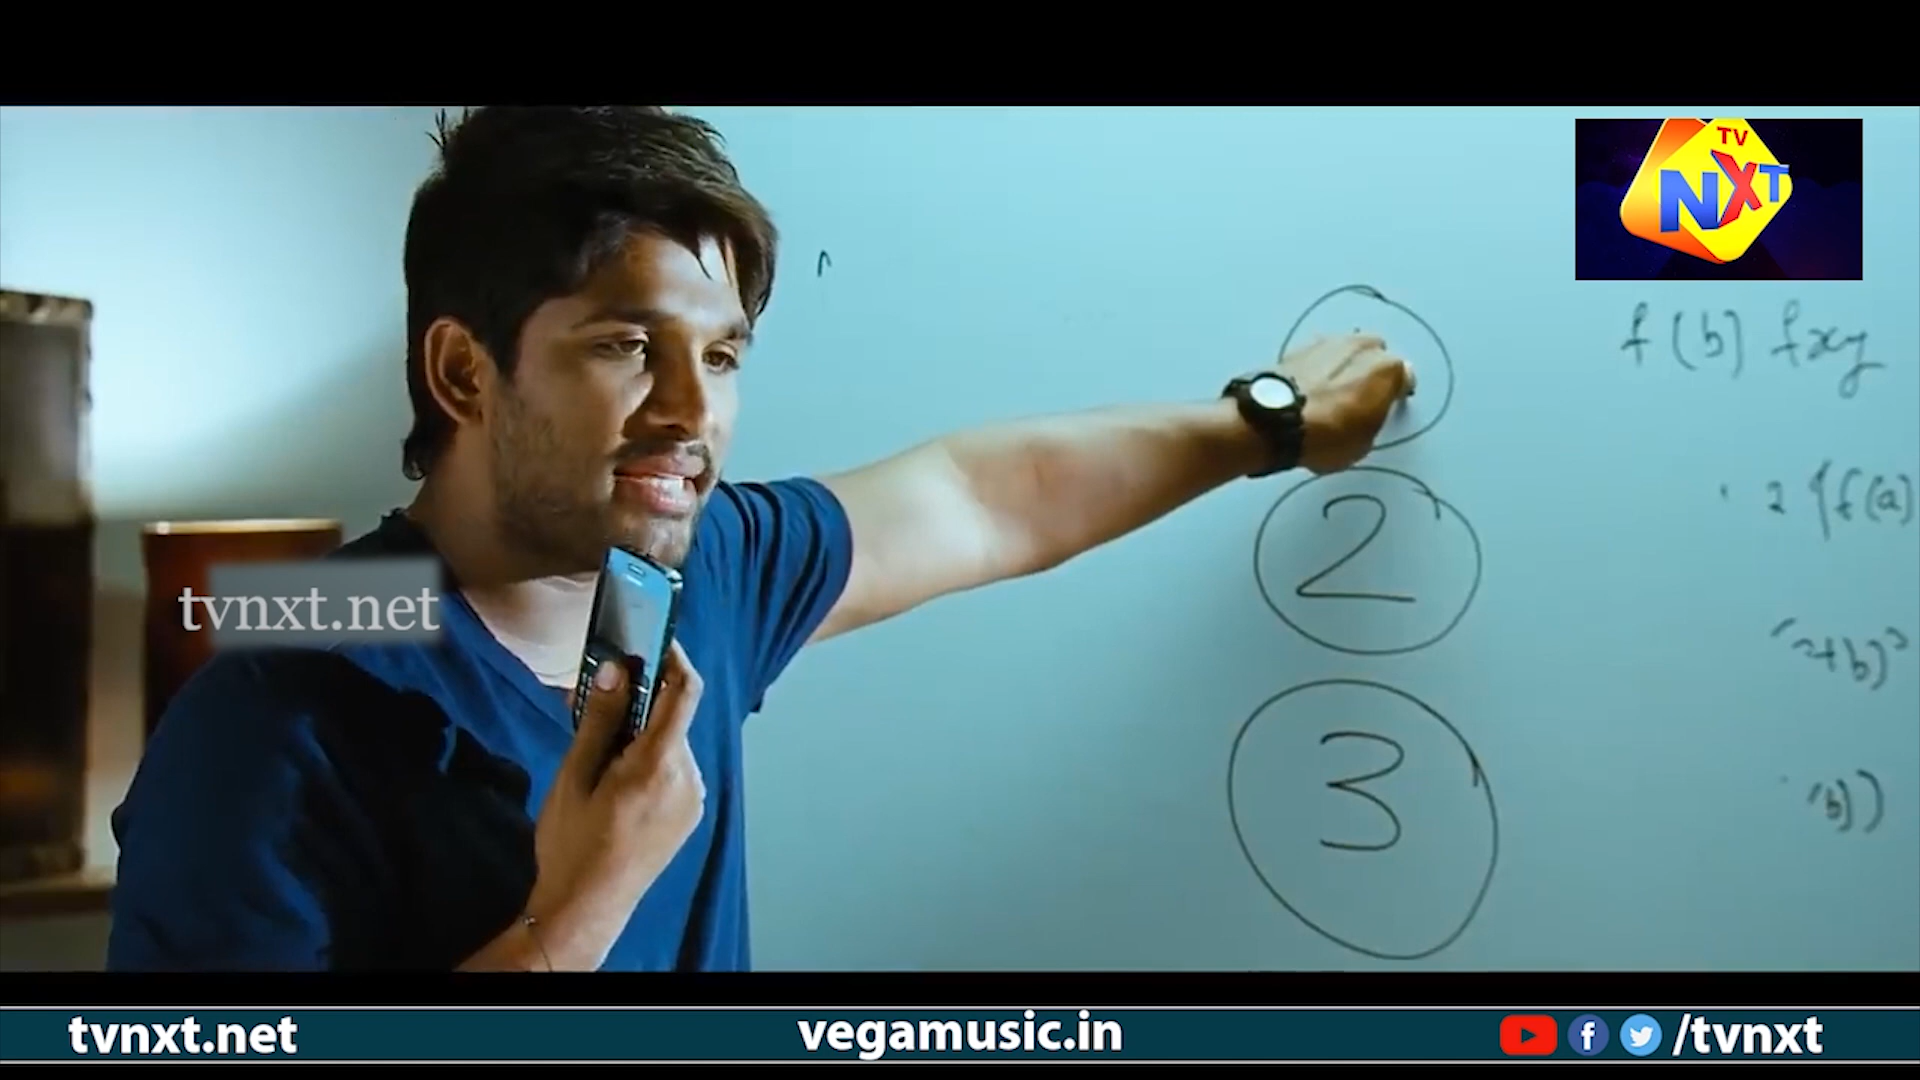 TV
NXT
f(b) fxy
2
2 {f(a)
3
tvnxt.net
tvnxt.net
vegamusic.in
/tvnxt